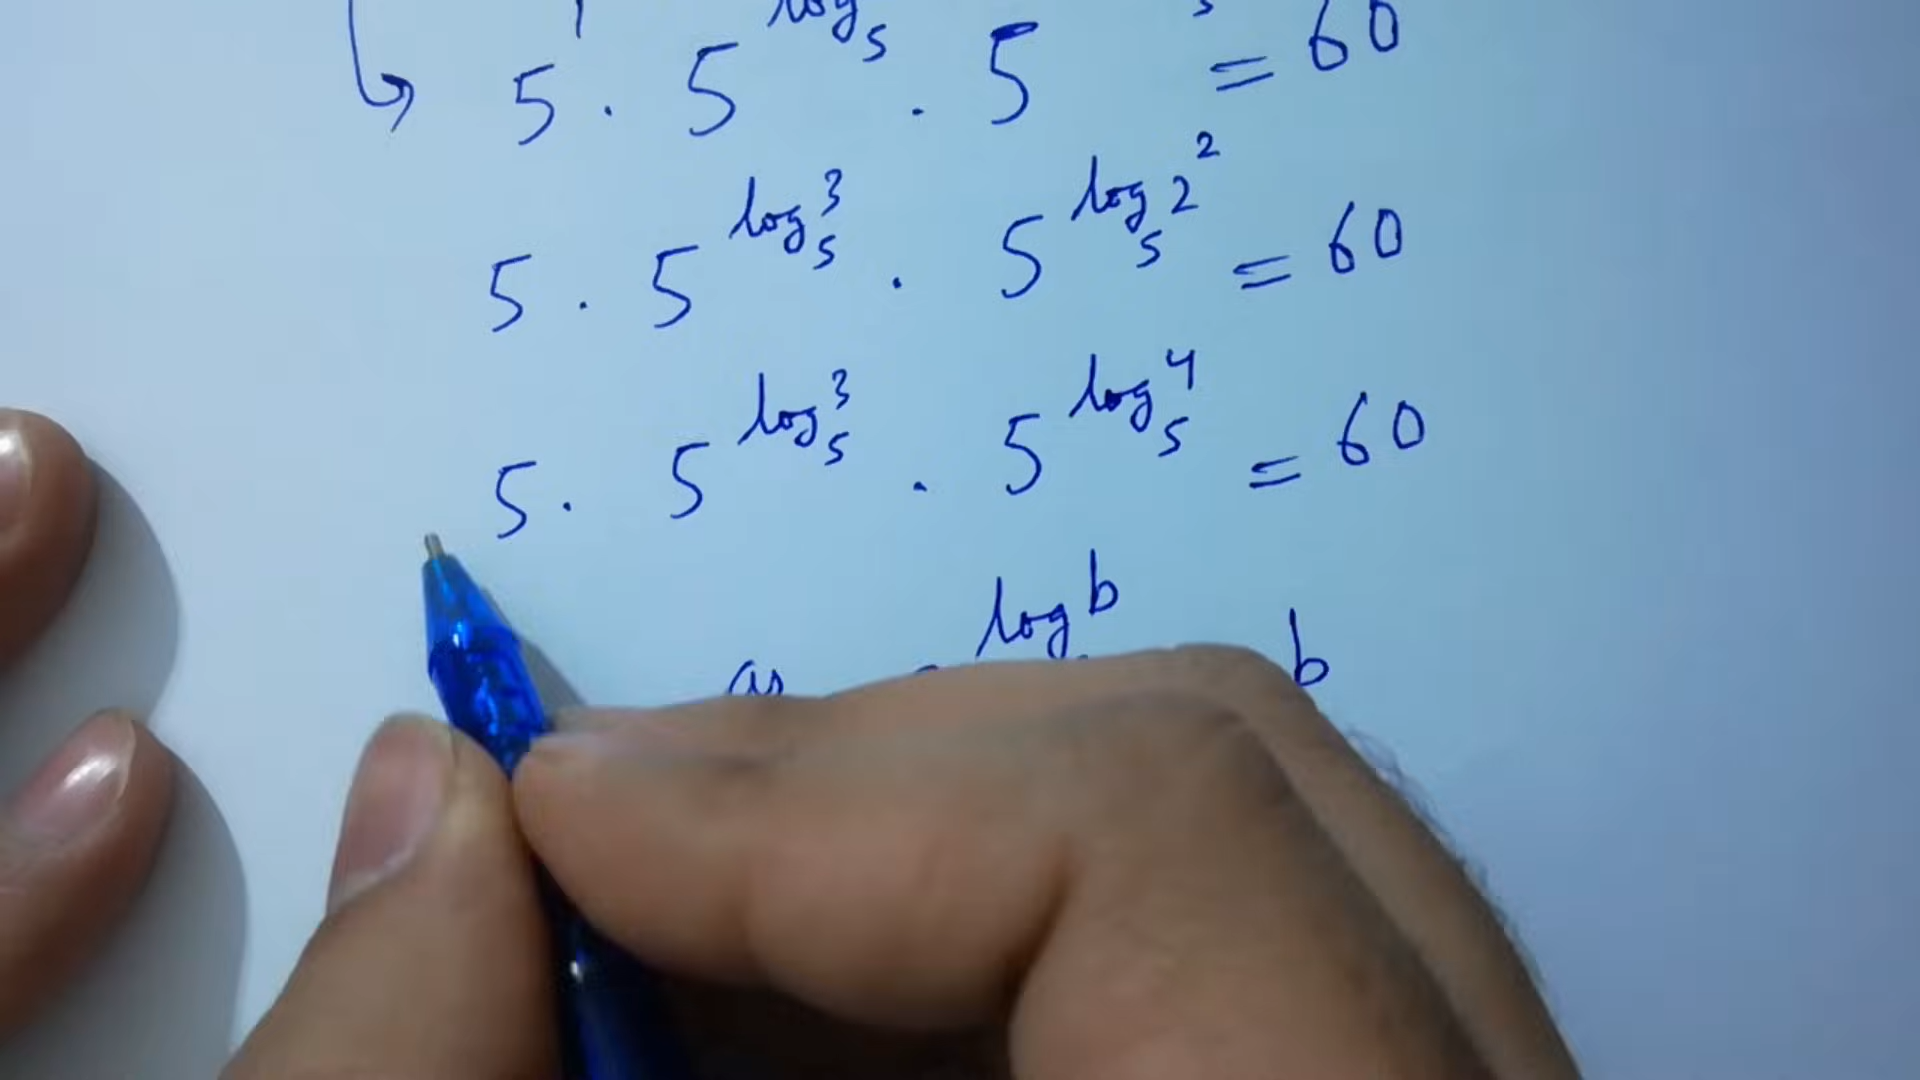 5 . 5^{log_5} . 5 = 60
5 . 5^{log_5 3} . 5^{log_5 2^2} = 60
5 . 5^{log_5 3} . 5^{log_5 4} = 60
as log b b